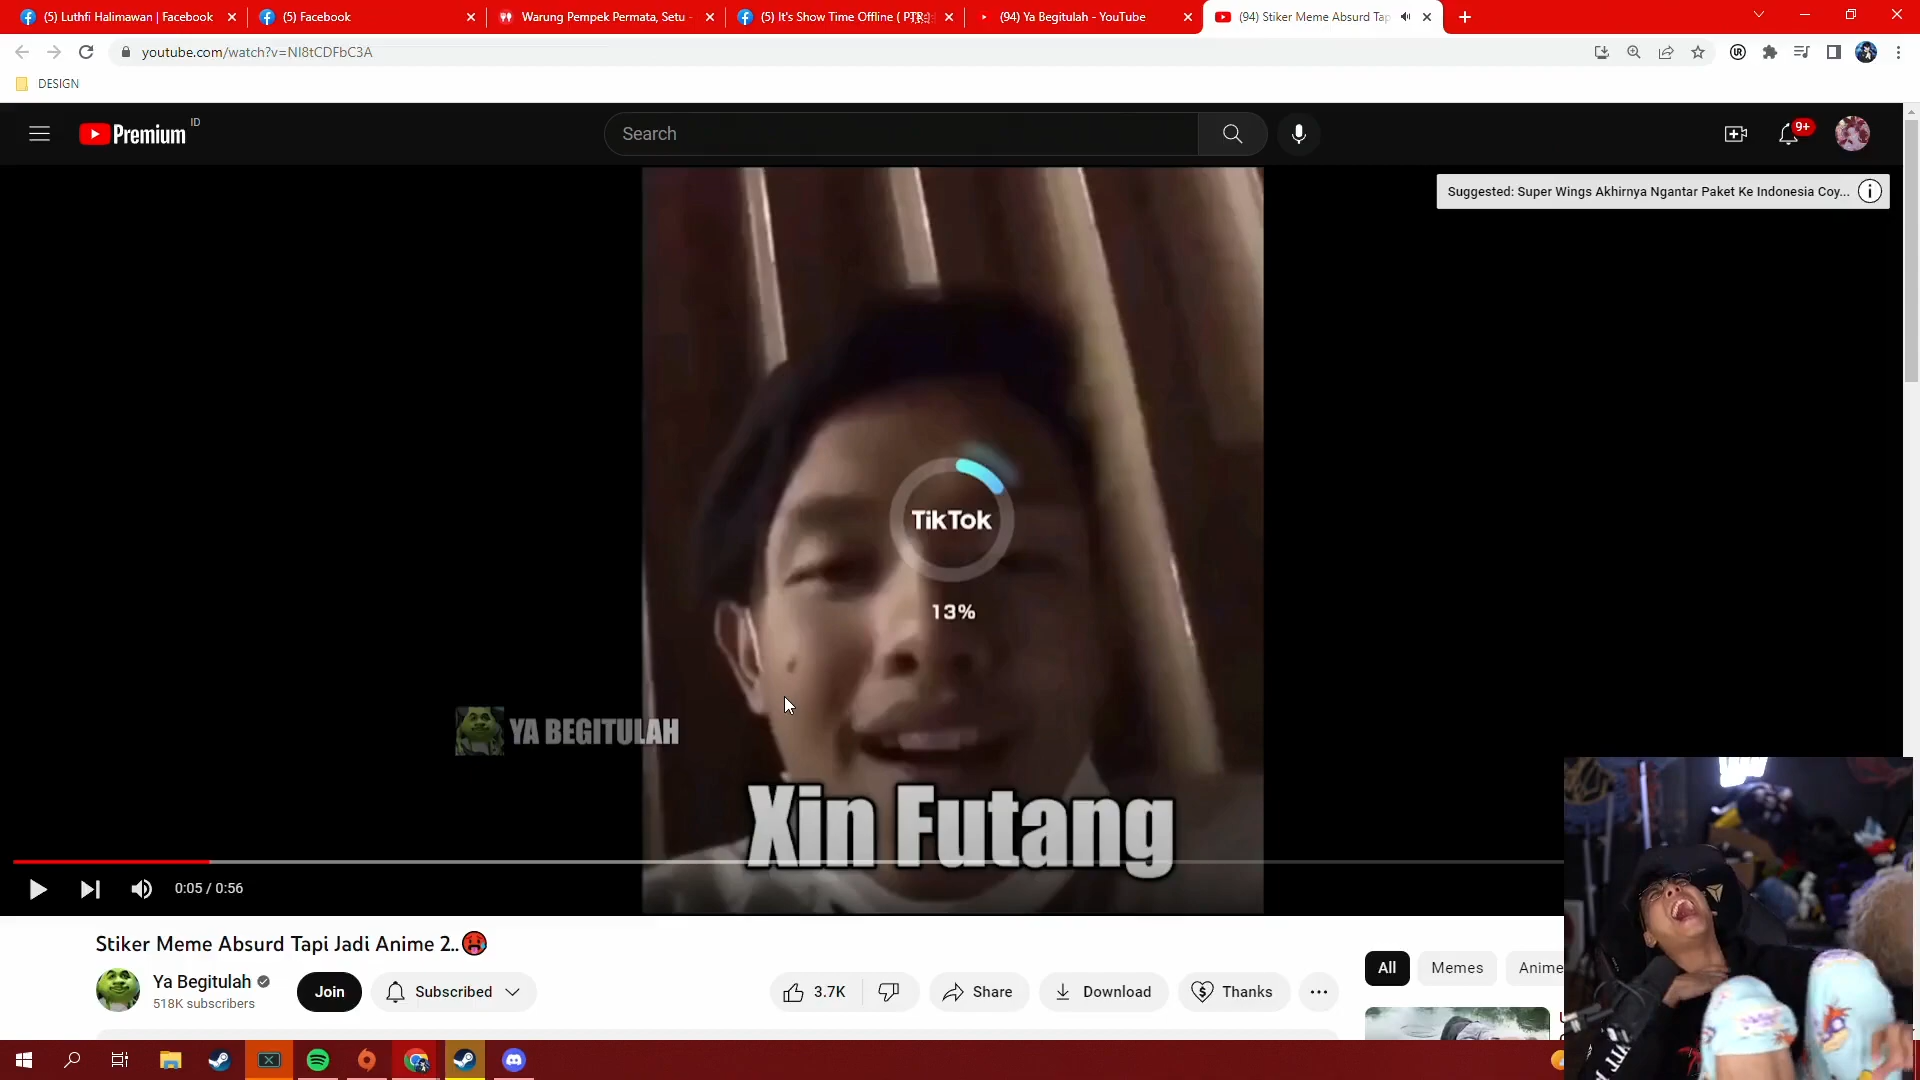 (5) Luthfi Halimawan | Facebook
(5) Facebook
Warung Pempek Permata, Setu -
(5) It's Show Time Offline ( PTR
(94) Ya Begitulah - YouTube
(94) Stiker Meme Absurd Tap
youtube.com/watch?v=NI8tCDFbC3A
DESIGN
Premium ID
Search
9+
Suggested: Super Wings Akhirnya Ngantar Paket Ke Indonesia Coy...
TikTok
13%
YA BEGITULAH
Xin Futang
0:05 / 0:56
Stiker Meme Absurd Tapi Jadi Anime 2..🥵
Ya Begitulah
518K subscribers
Join
Subscribed
3.7K
Share
Download
Thanks
All
Memes
Anime